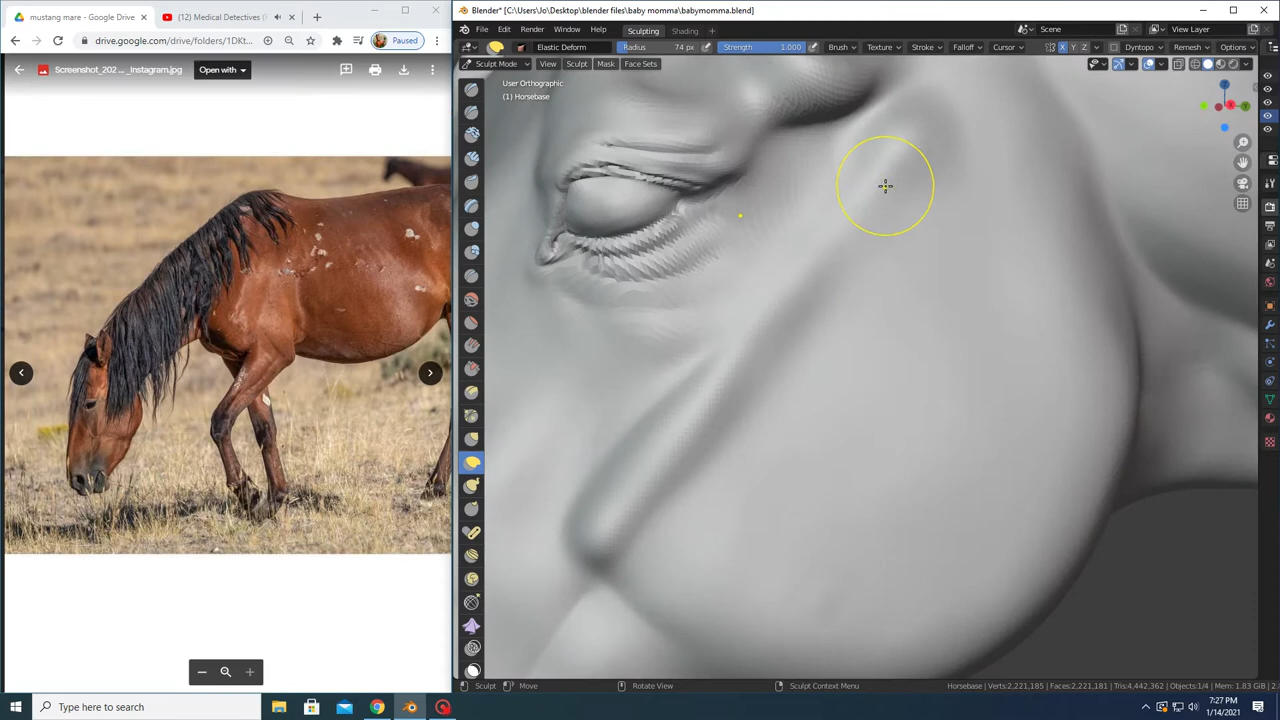 mustang mare - Google Drive
(12) Medical Detectives (F
Blender* [C:\Users\Jo\Desktop\blender files\baby momma\babymomma.blend]
File Edit Render Window Help
Sculpting
Shading
Scene
View Layer
drive.google.com/drive/folders/1DKt...
Paused
Elastic Deform
Radius 74 px
Strength 1.000
Brush
Texture
Stroke
Falloff
Cursor
X Y Z
Dyntopo
Remesh
Options
Screenshot_202 ... _Instagram.jpg
Open with
Sculpt Mode
View
Sculpt
Mask
Face Sets
User Orthographic
(1) Horsebase
Sculpt
Move
Rotate View
Sculpt Context Menu
Horsebase | Verts:2,221,185 | Faces:2,221,181 | Tris:4,442,362 | Objects:1/4 | Mem: 1.83 GiB | 2.
Type here to search
7:27 PM
1/14/2021